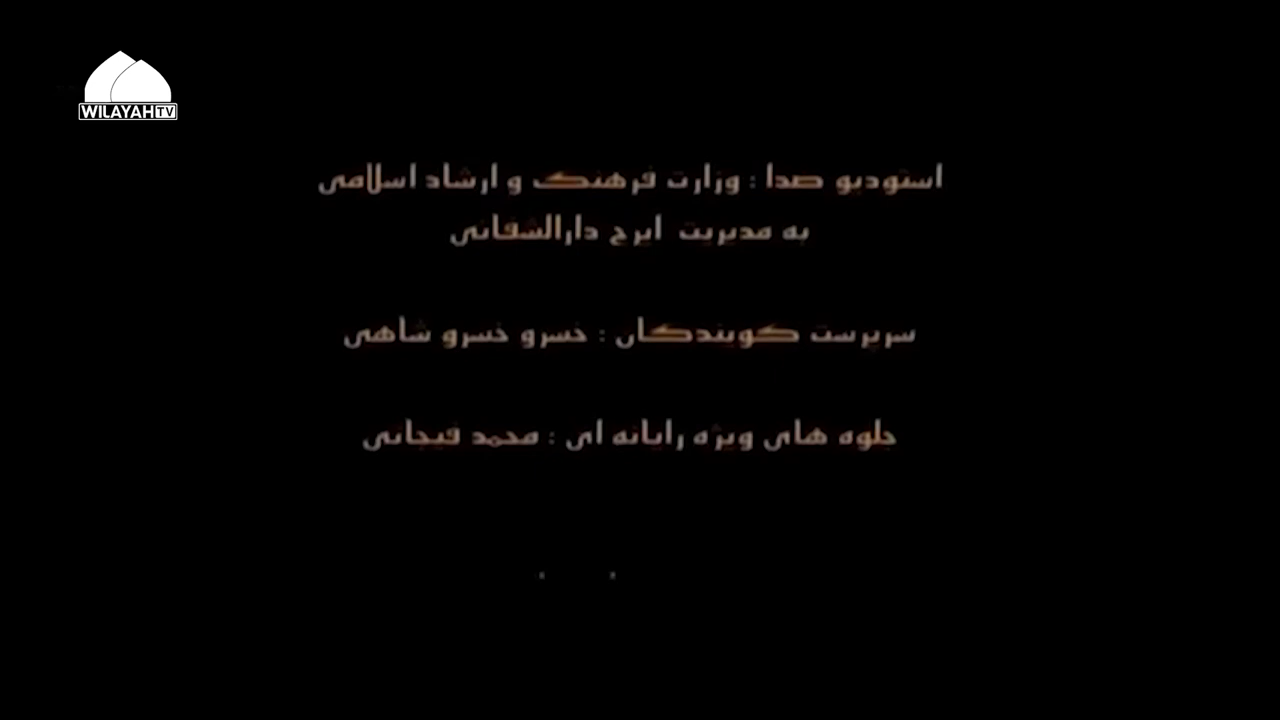 WILAYAH TV
استودیو صدا : وزارت فرهنگ و ارشاد اسلامی
به مدیریت ایرج دارالشفائی
سرپرست گویندگان : خسرو خسرو شاهی
جلوه های ویژه رایانه ای : محمد فیجانی